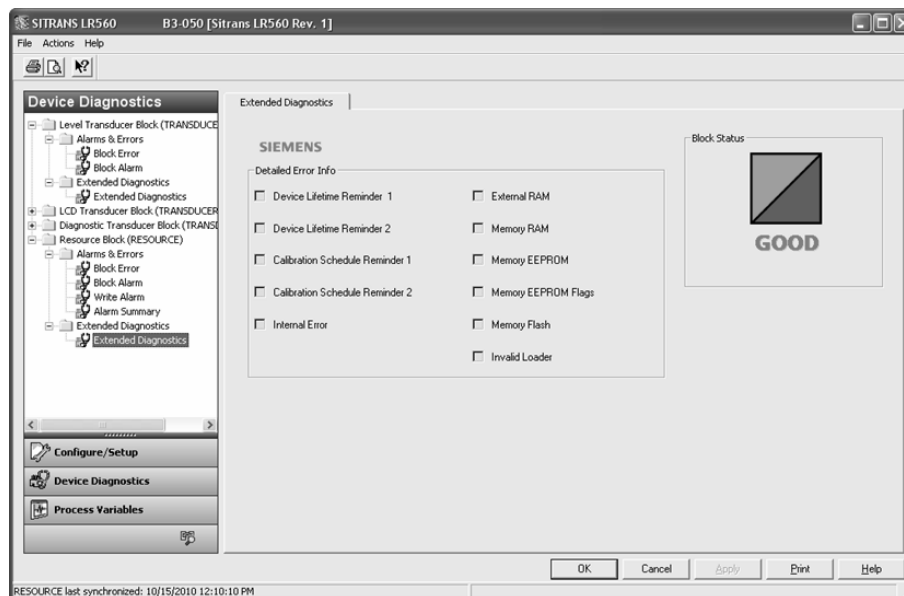 SITRANS LR560 B3-050 [Sitrans LR560 Rev. 1]
File Actions Help
Device Diagnostics
Level Transducer Block (TRANSDUCE
Alarms & Errors
Block Error
Block Alarm
Extended Diagnostics
Extended Diagnostics
LCD Transducer Block (TRANSDUCER
Diagnostic Transducer Block (TRANSD
Resource Block (RESOURCE)
Alarms & Errors
Block Error
Block Alarm
Write Alarm
Alarm Summary
Extended Diagnostics
Extended Diagnostics
Configure/Setup
Device Diagnostics
Process Variables
Extended Diagnostics
SIEMENS
Detailed Error Info
Device Lifetime Reminder 1
Device Lifetime Reminder 2
Calibration Schedule Reminder 1
Calibration Schedule Reminder 2
Internal Error
External RAM
Memory RAM
Memory EEPROM
Memory EEPROM Flags
Memory Flash
Invalid Loader
Block Status
GOOD
OK Cancel Apply Print Help
RESOURCE last synchronized: 10/15/2010 12:10:10 PM